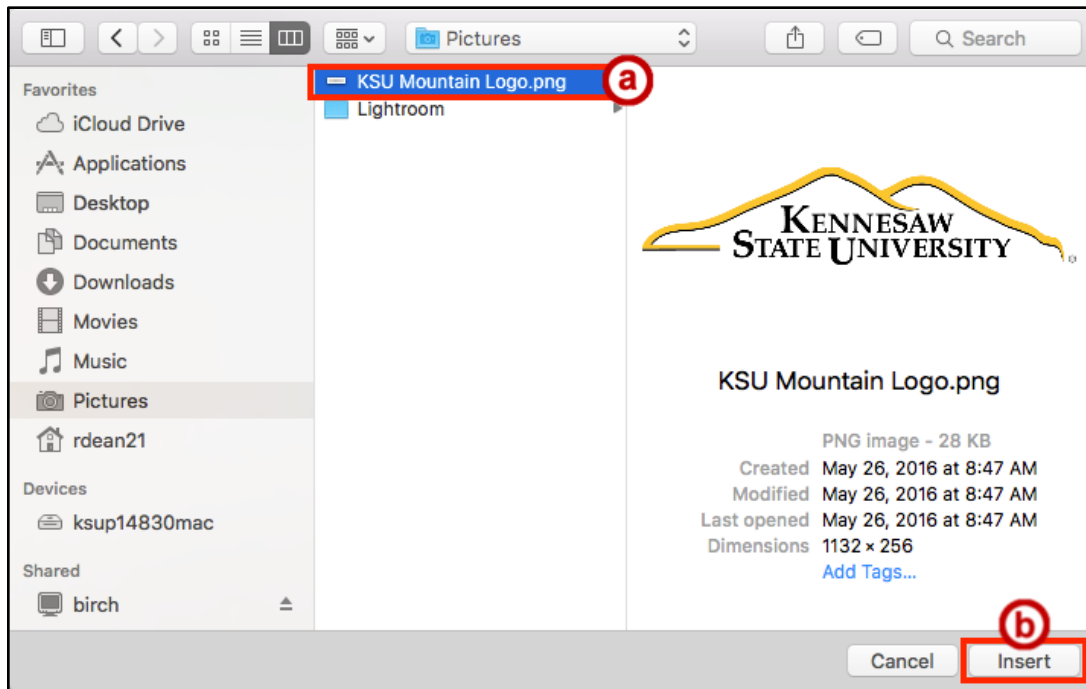 Pictures
Search
Favorites
iCloud Drive
Applications
Desktop
Documents
Downloads
Movies
Music
Pictures
rdean21
Devices
ksup14830mac
Shared
birch
KSU Mountain Logo.png
a
Lightroom
KENNESAW
STATE UNIVERSITY
®
KSU Mountain Logo.png
PNG image - 28 KB
Created May 26, 2016 at 8:47 AM
Modified May 26, 2016 at 8:47 AM
Last opened May 26, 2016 at 8:47 AM
Dimensions 1132 × 256
Add Tags...
b
Cancel
Insert